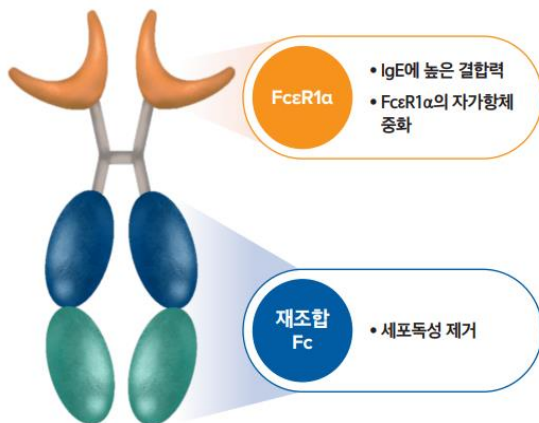 FcεR1α
• IgE에 높은 결합력
• FcεR1α의 자가항체
중화
재조합
Fc
• 세포독성 제거